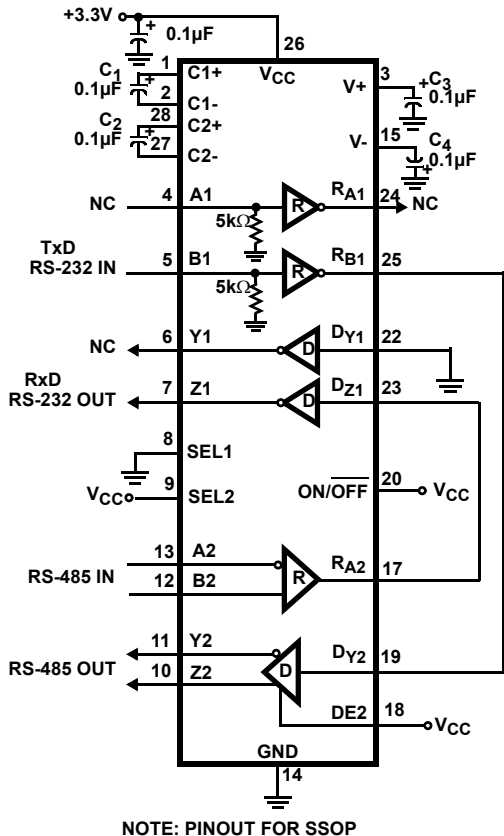 +3.3V
0.1µF
26
VCC
1
C1+
C1
0.1µF
2
C1-
28
C2+
C2
0.1µF
27
C2-
3
V+
C3
0.1µF
15
V-
C4
0.1µF
NC
4
A1
5kΩ
R
RA1
24
NC
TxD
RS-232 IN
5
B1
5kΩ
R
RB1
25
NC
6
Y1
D
DY1
22
RxD
RS-232 OUT
7
Z1
D
DZ1
23
8
SEL1
VCC
9
SEL2
ON/OFF
20
VCC
RS-485 IN
13
A2
12
B2
R
RA2
17
RS-485 OUT
11
Y2
10
Z2
D
DY2
19
DE2
18
VCC
GND
14
NOTE: PINOUT FOR SSOP